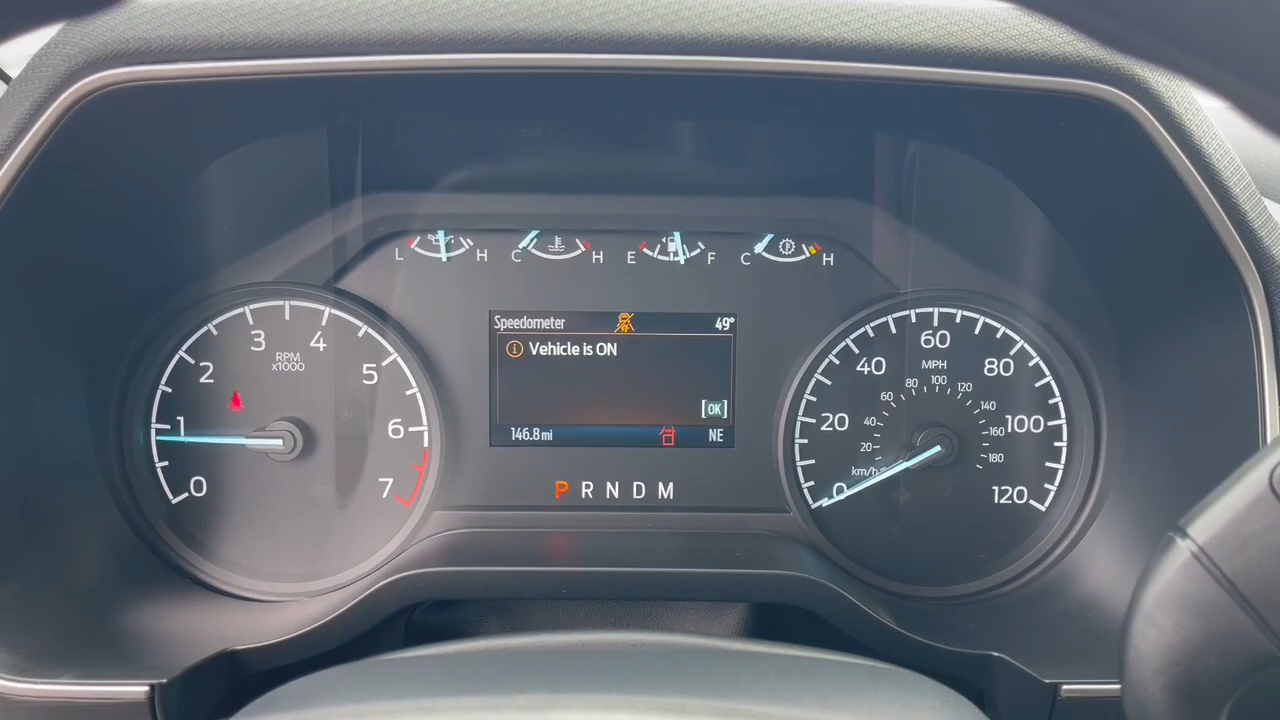 L H C H E F C H
Speedometer 49°
Vehicle is ON
OK
146.8 mi NE
P R N D M
0 1 2 3 4 5 6 7
RPM
x1000
0 20 40 60 80 100 120
MPH
km/h
20 40 60 80 100 120 140 160 180